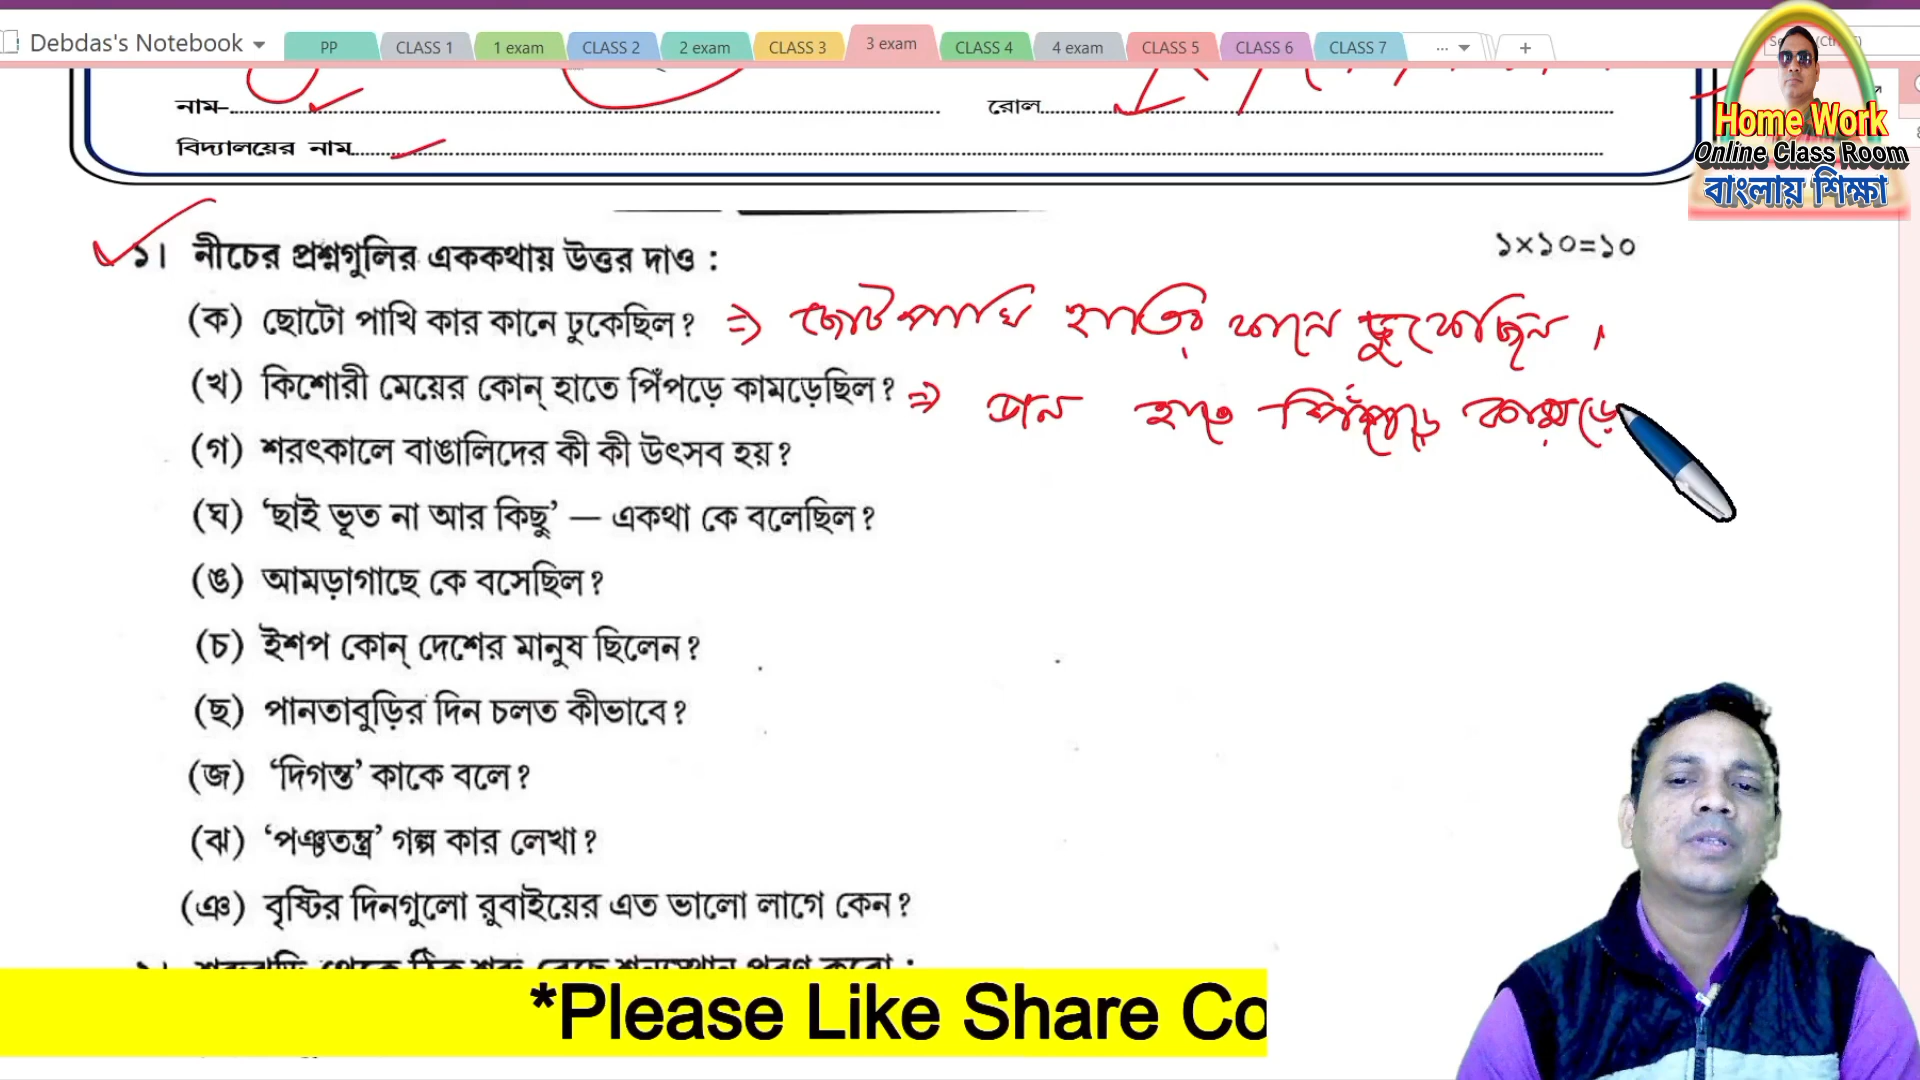 Debdas's Notebook PP CLASS 1 1 exam CLASS 2 2 exam CLASS 3 3 exam CLASS 4 4 exam CLASS 5 CLASS 6 CLASS 7 ... +
Home Work
Online Class Room
বাংলায় শিক্ষা
নাম- রোল
বিদ্যালয়ের নাম
১। নীচের প্রশ্নগুলির এককথায় উত্তর দাও : ১×১০=১০
(ক) ছোটো পাখি কার কানে ঢুকেছিল? ⇒ ছোট পাখি হাতির কানে ঢুকেছিল।
(খ) কিশোরী মেয়ের কোন্ হাতে পিঁপড়ে কামড়েছিল? ⇒ ডান হাতে পিঁপড়ে কামড়ে
(গ) শরৎকালে বাঙালিদের কী কী উৎসব হয়?
(ঘ) ‘ছাই ভূত না আর কিছু’ — একথা কে বলেছিল?
(ঙ) আমড়াগাছে কে বসেছিল?
(চ) ইশপ কোন্ দেশের মানুষ ছিলেন?
(ছ) পানতাবুড়ির দিন চলত কীভাবে?
(জ) ‘দিগন্ত’ কাকে বলে?
(ঝ) ‘পঞ্চতন্ত্র’ গল্প কার লেখা?
(ঞ) বৃষ্টির দিনগুলো রুবাইয়ের এত ভালো লাগে কেন?
*Please Like Share Co